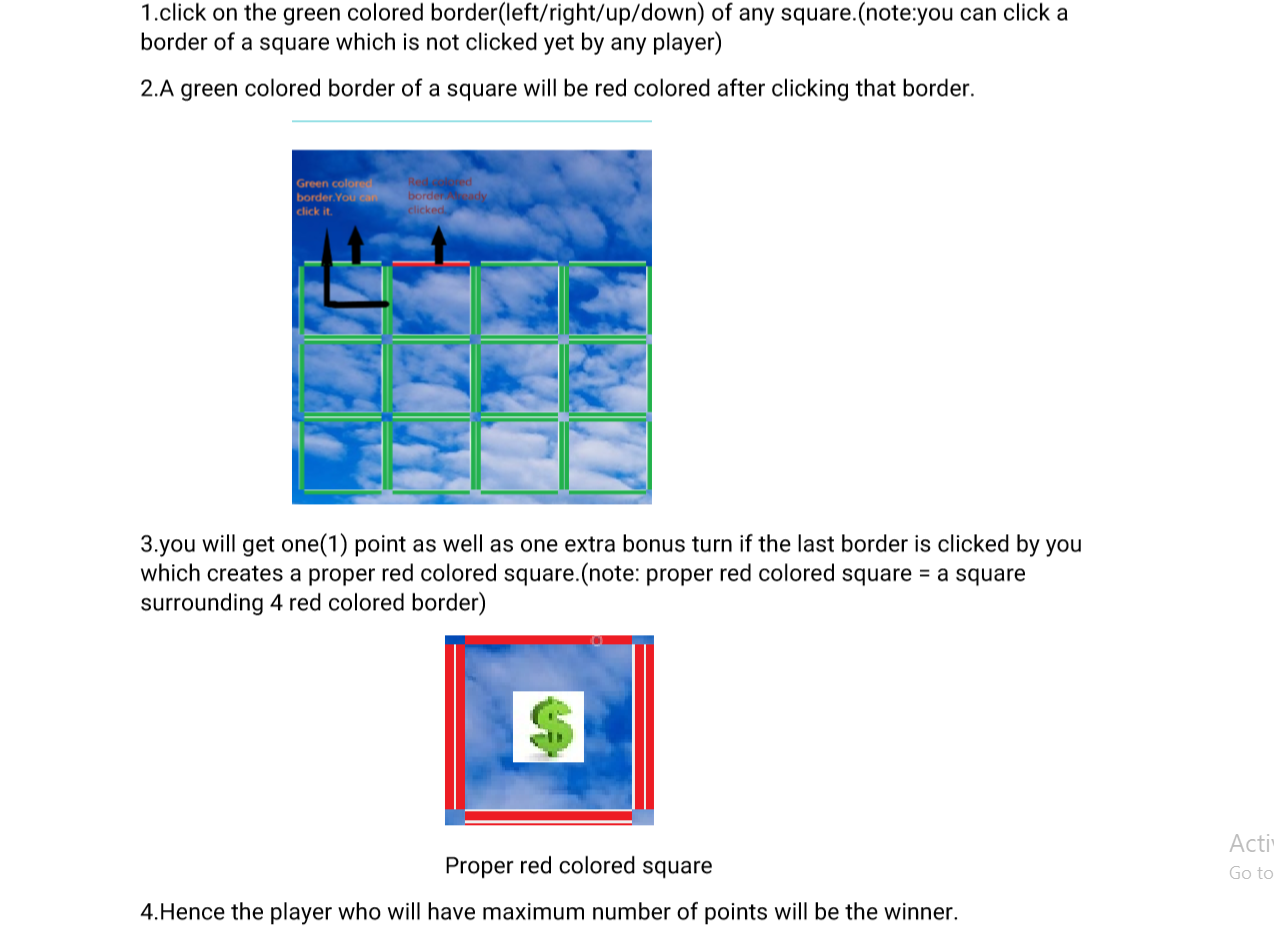 1.click on the green colored border(left/right/up/down) of any square.(note:you can click a
border of a square which is not clicked yet by any player)
2.A green colored border of a square will be red colored after clicking that border.
Green colored
border.You can
click it.
Red colored
border.Already
clicked.
3.you will get one(1) point as well as one extra bonus turn if the last border is clicked by you
which creates a proper red colored square.(note: proper red colored square = a square
surrounding 4 red colored border)
$
Proper red colored square
Go to
4.Hence the player who will have maximum number of points will be the winner.